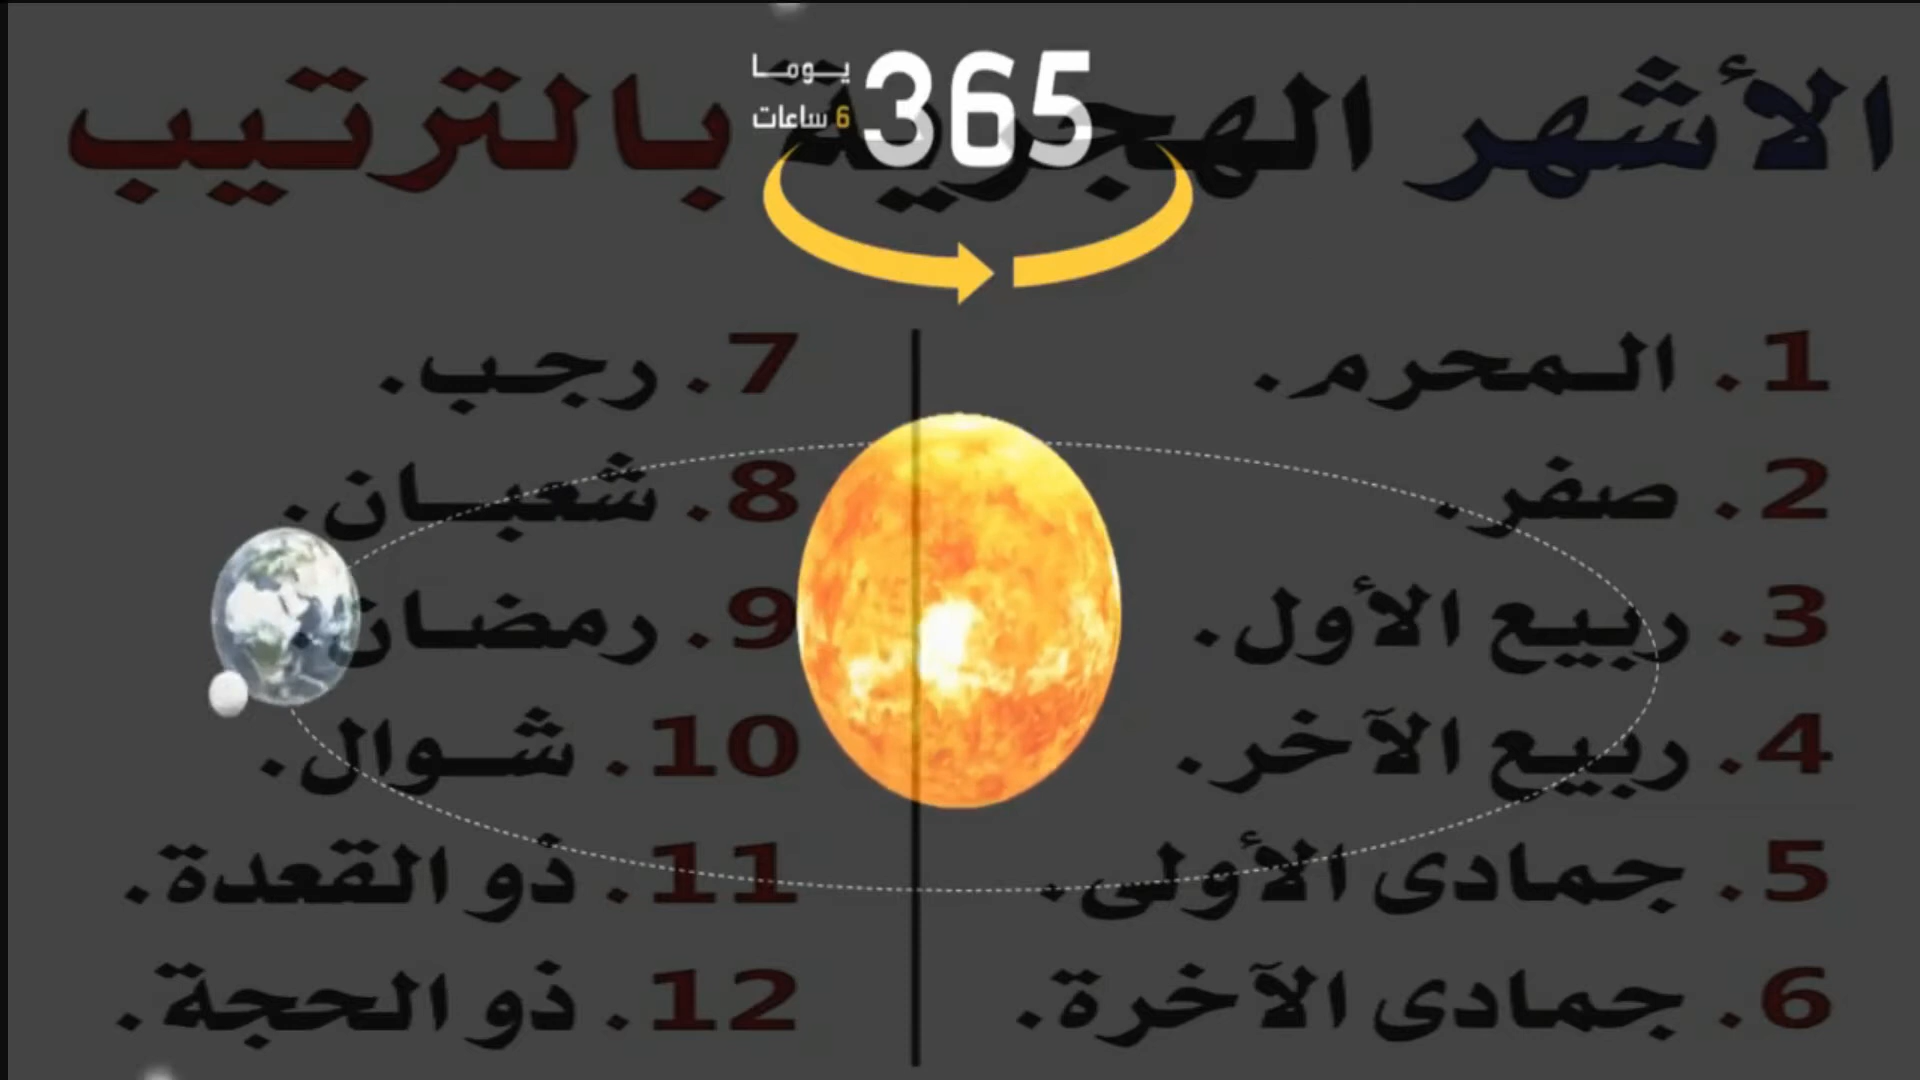 الأشهر الهجرية بالترتيب
365 يوما
6 ساعات
1. المحرم.
2. صفر.
3. ربيع الأول.
4. ربيع الآخر.
5. جمادى الأولى.
6. جمادى الآخرة.
7. رجب.
8. شعبان.
9. رمضان.
10. شوال.
11. ذو القعدة.
12. ذو الحجة.